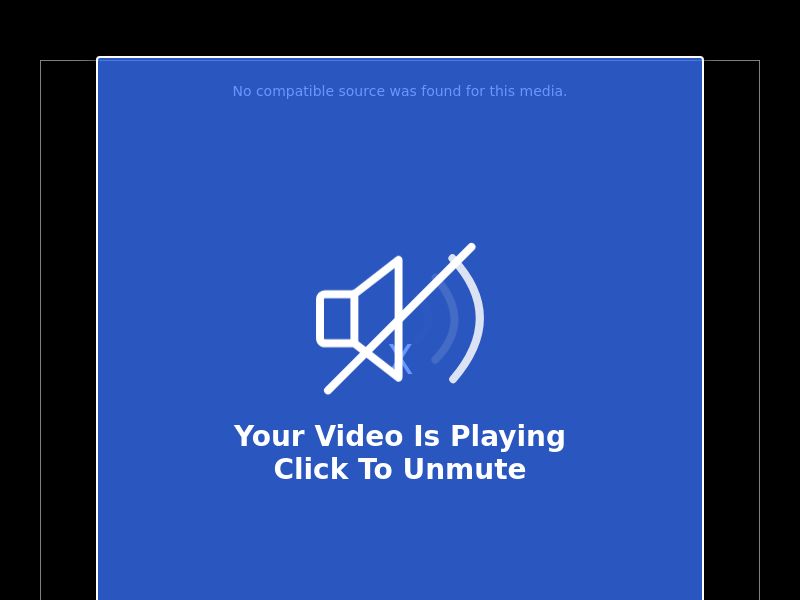 No compatible source was found for this media.
X
Your Video Is Playing
Click To Unmute